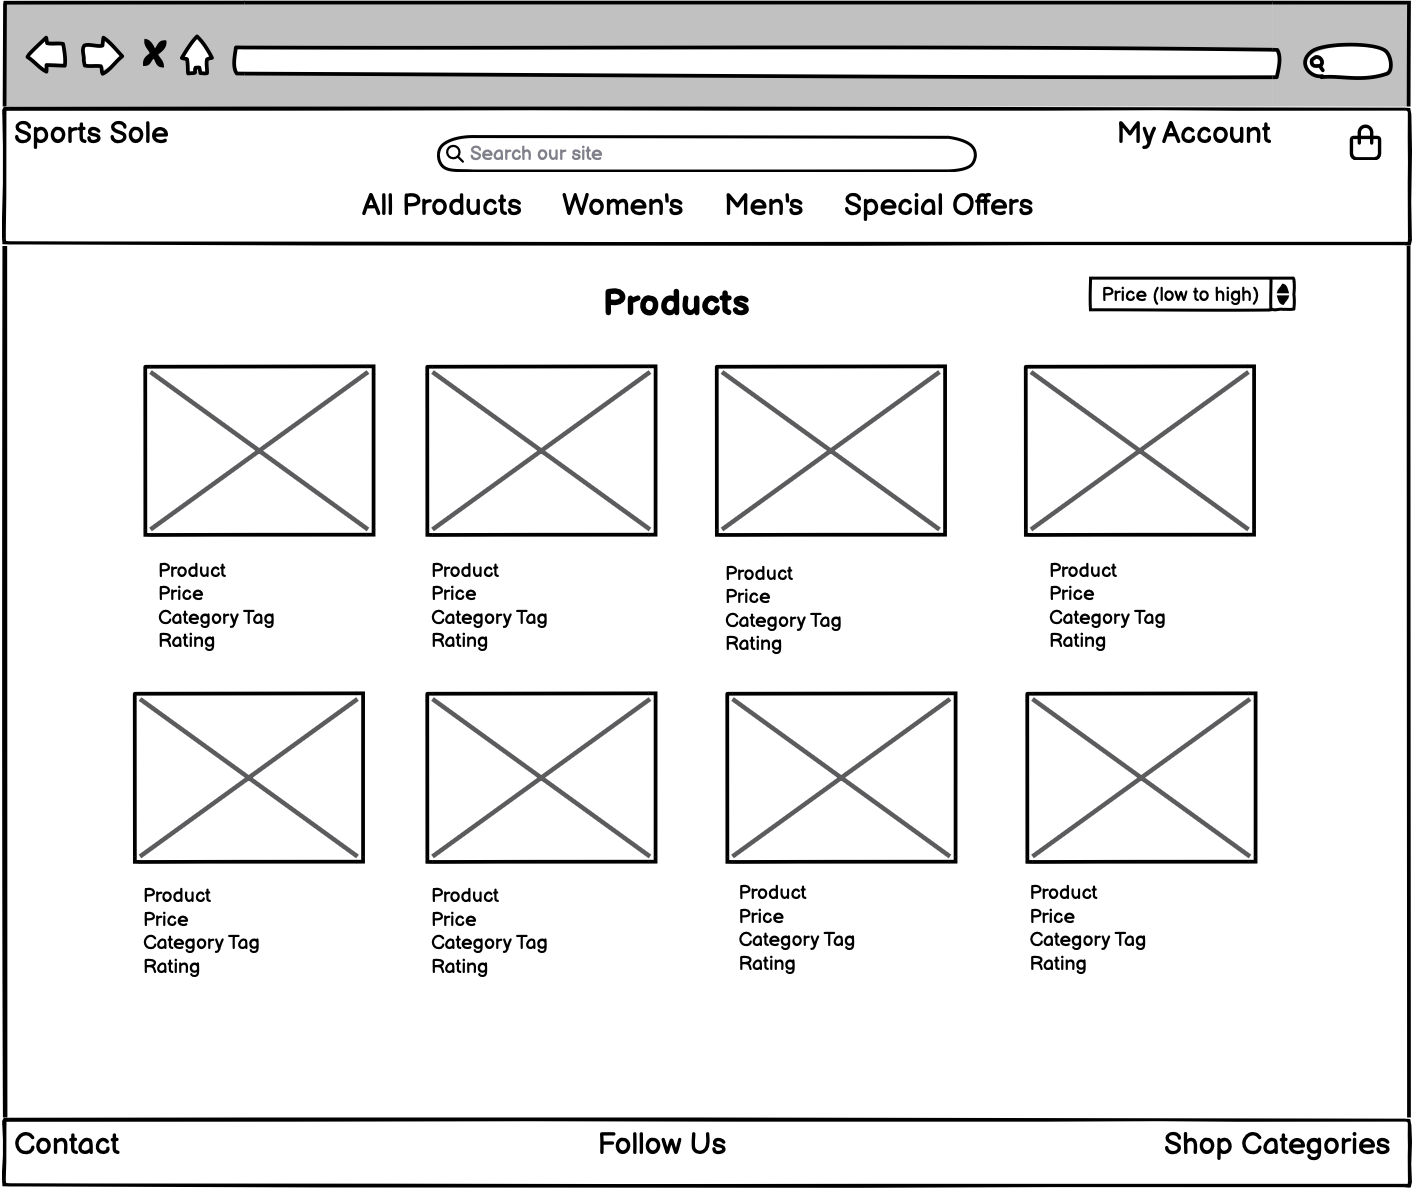 Sports Sole
My Account
Search our site
All Products Women's Men's Special Offers
Products
Price (low to high)
Product
Price
Category Tag
Rating
Product
Price
Category Tag
Rating
Product
Price
Category Tag
Rating
Product
Price
Category Tag
Rating
Product
Price
Category Tag
Rating
Product
Price
Category Tag
Rating
Product
Price
Category Tag
Rating
Product
Price
Category Tag
Rating
Contact
Follow Us
Shop Categories